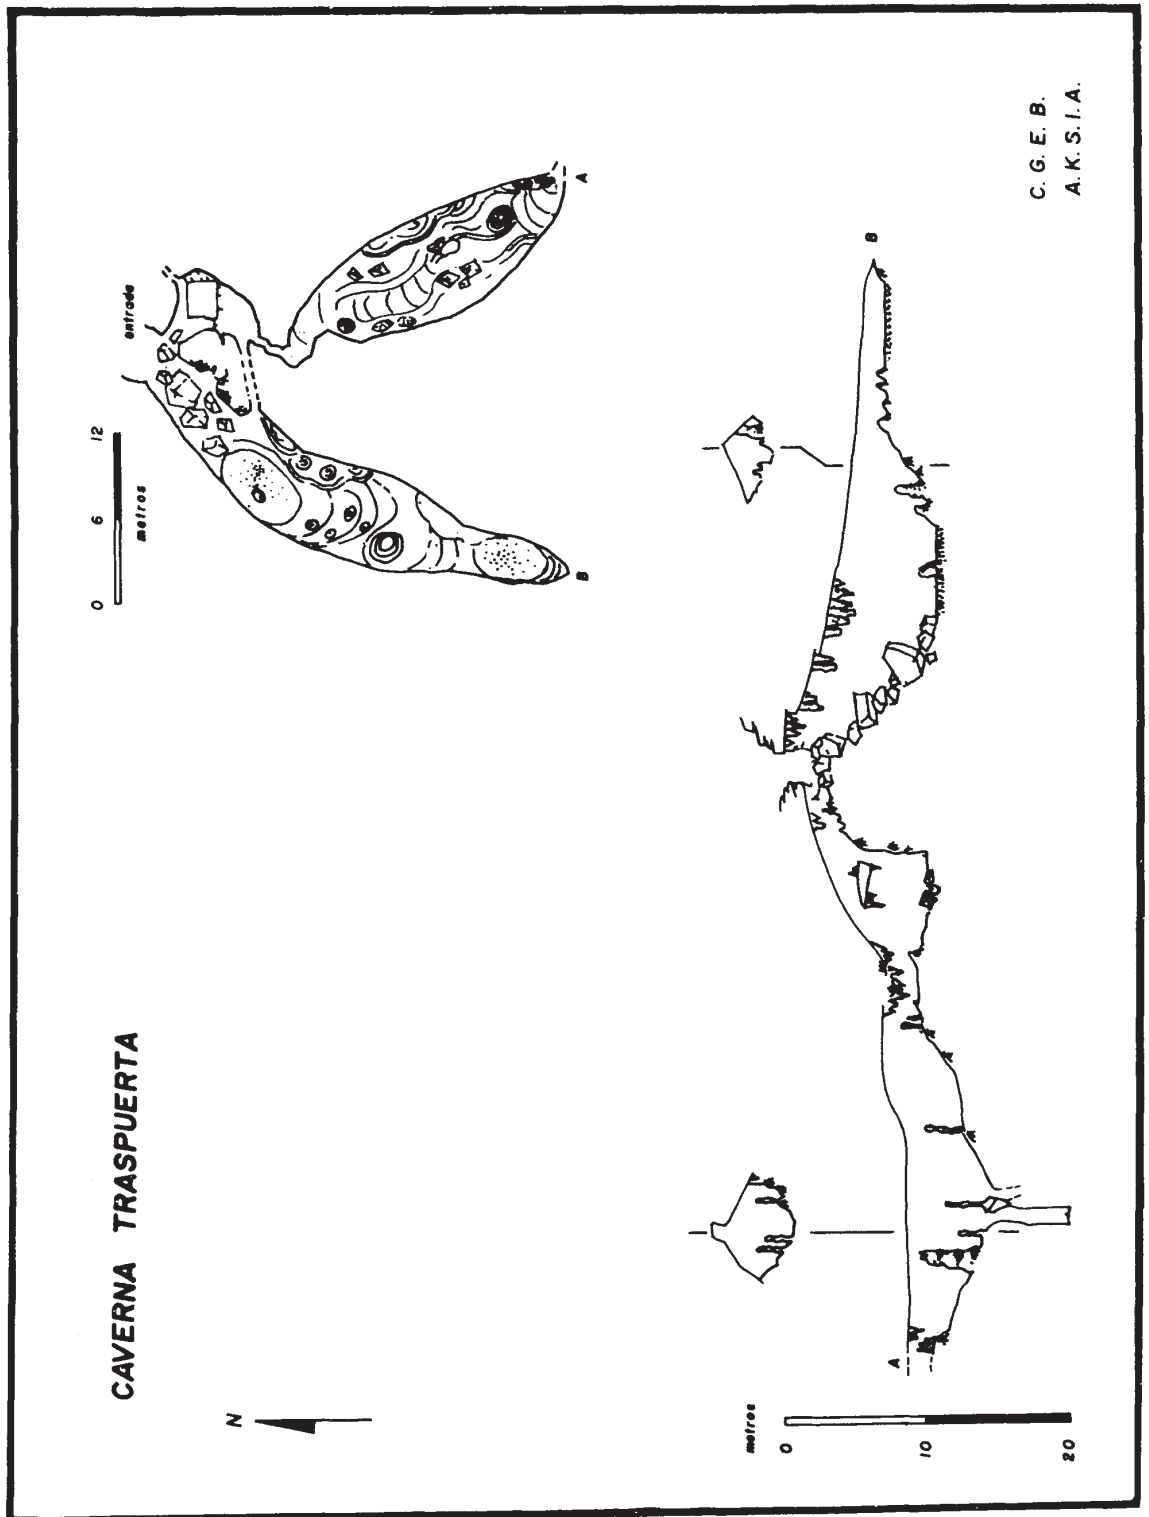 CAVERNA TRASPUERTA
N
0 6 12
metros
entrada
B
A
metros
0
10
20
A
B
C. G. E. B.
A. K. S. I. A.